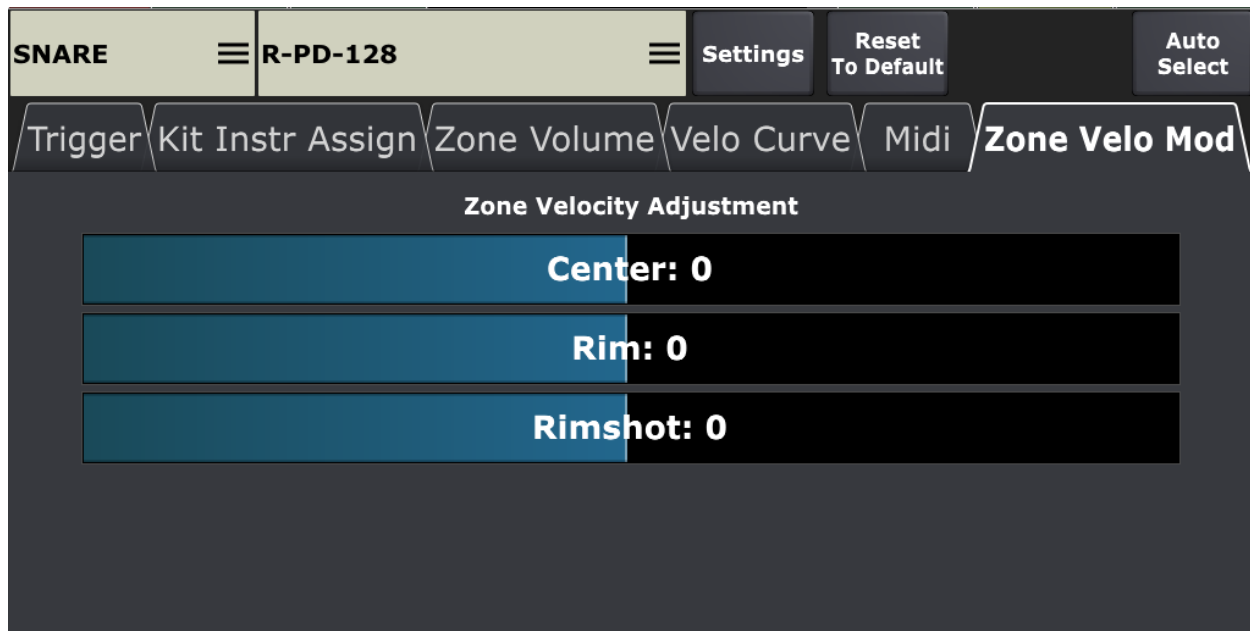 SNARE R-PD-128 Settings Reset To Default Auto Select
Trigger Kit Instr Assign Zone Volume Velo Curve Midi Zone Velo Mod
Zone Velocity Adjustment
Center: 0
Rim: 0
Rimshot: 0